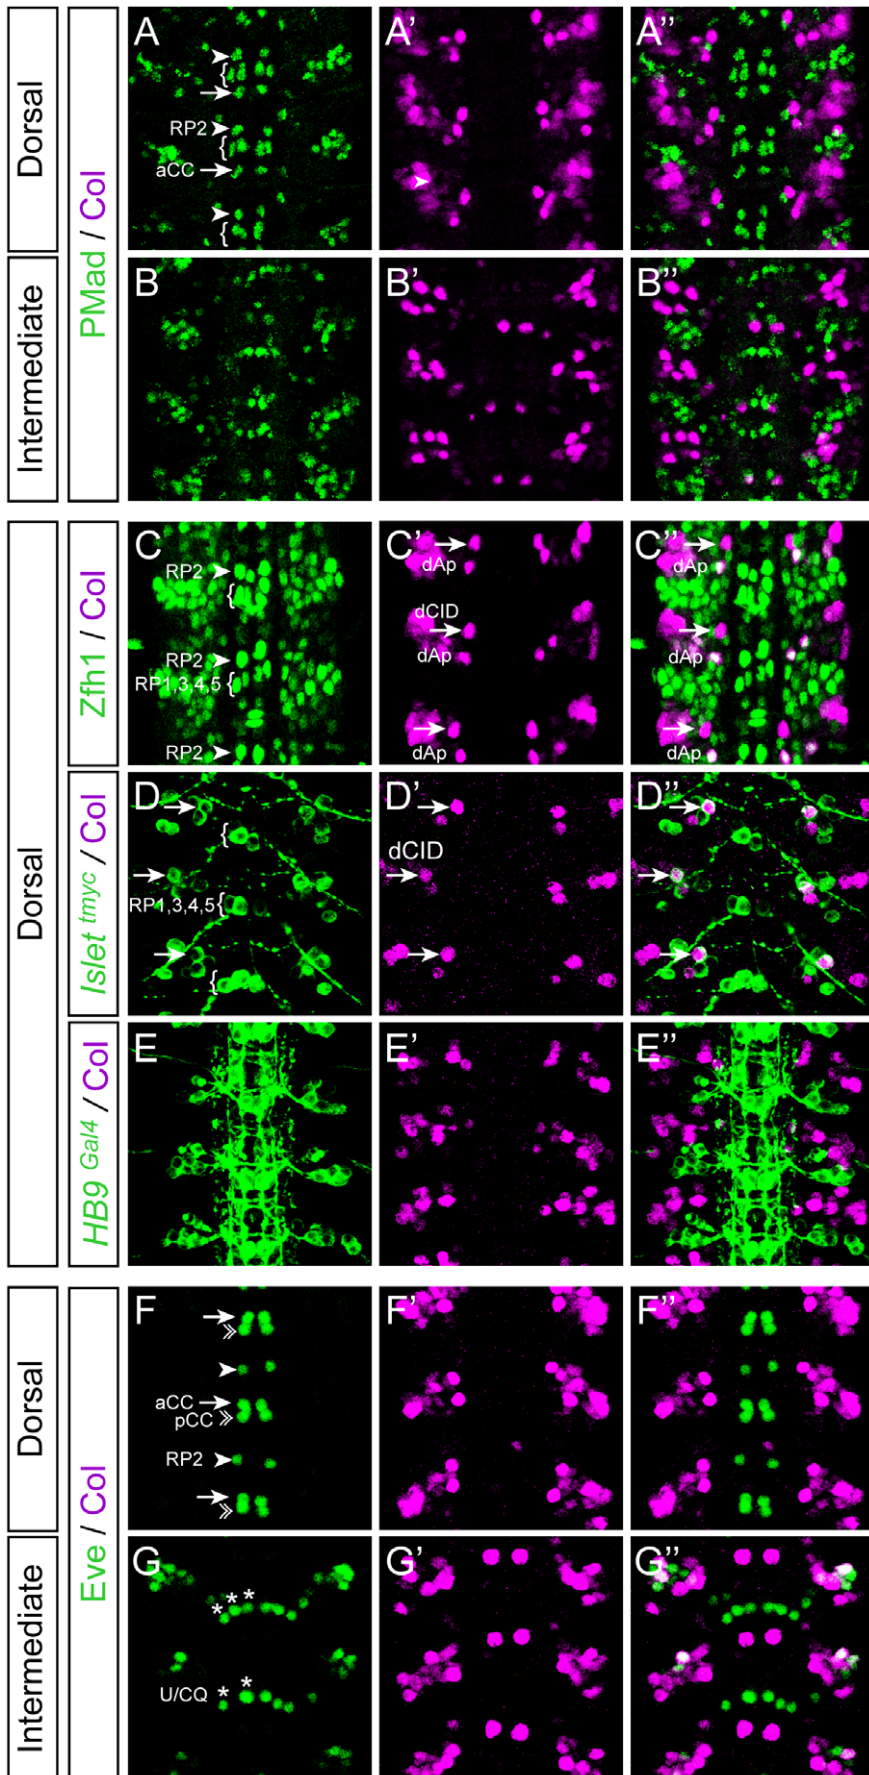 Dorsal
PMad / Col
A
A’
A”
RP2
{
aCC
{
{
Intermediate
B
B’
B”
Dorsal
Zfh1 / Col
C
C’
C”
RP2
{
RP2
RP1,3,4,5 {
RP2
dAp
dCID
dAp
dAp
dAp
dAp
dAp
Islet tmyc / Col
D
D’
D”
{
RP1,3,4,5 {
{
dCID
HB9 Gal4 / Col
E
E’
E”
Dorsal
Eve / Col
F
F’
F”
aCC
pCC
RP2
Intermediate
G
G’
G”
* * *
* *
U/CQ